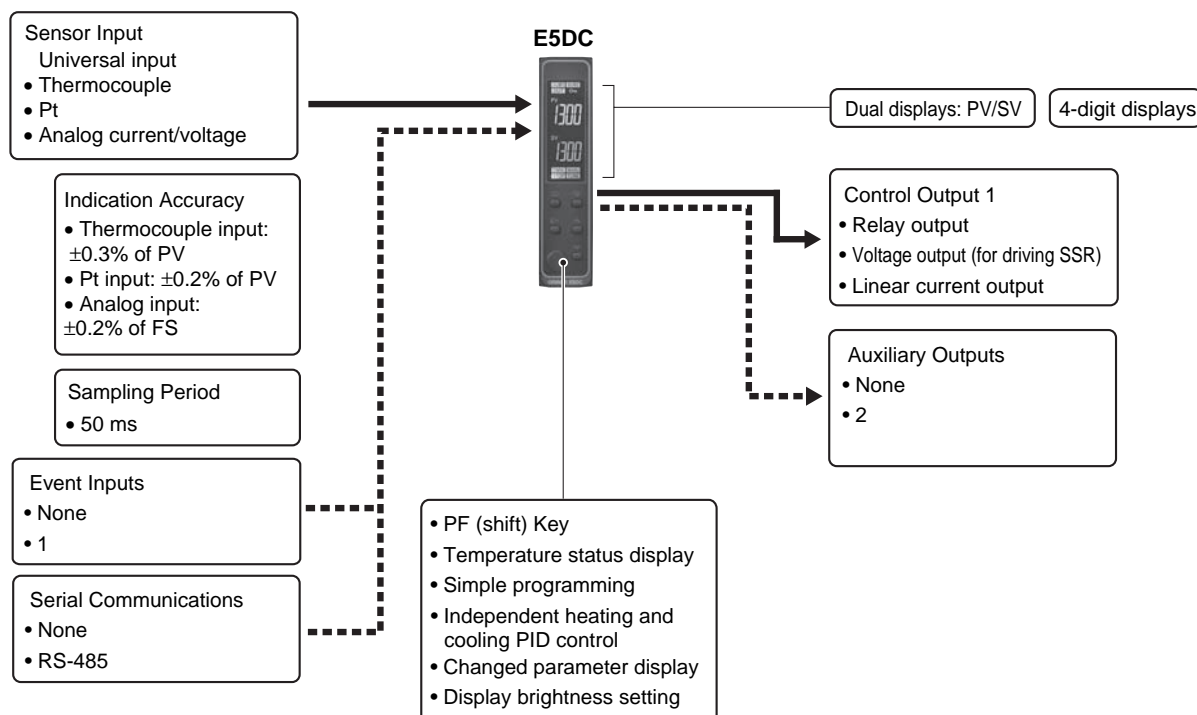 Sensor Input
Universal input
• Thermocouple
• Pt
• Analog current/voltage
Indication Accuracy
• Thermocouple input:
±0.3% of PV
• Pt input: ±0.2% of PV
• Analog input:
±0.2% of FS
Sampling Period
• 50 ms
Event Inputs
• None
• 1
Serial Communications
• None
• RS-485
E5DC
PV
1300
SV
1300
• PF (shift) Key
• Temperature status display
• Simple programming
• Independent heating and
cooling PID control
• Changed parameter display
• Display brightness setting
Dual displays: PV/SV
4-digit displays
Control Output 1
• Relay output
• Voltage output (for driving SSR)
• Linear current output
Auxiliary Outputs
• None
• 2